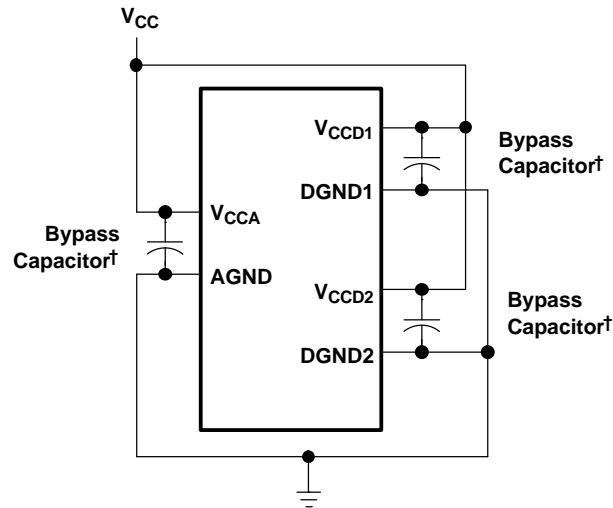 VCC
VCCD1
Bypass
Capacitor†
DGND1
VCCA
Bypass
Capacitor†
AGND
VCCD2
Bypass
Capacitor†
DGND2